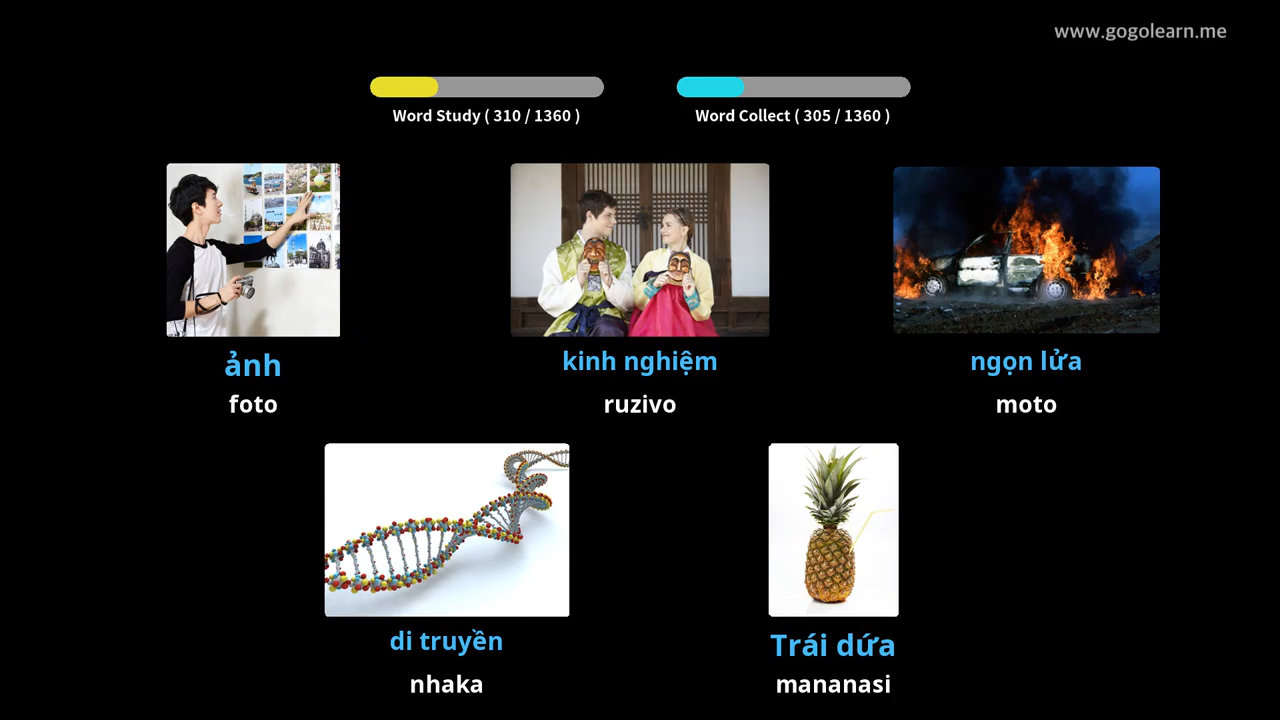 www.gogolearn.me
Word Study ( 310 / 1360 )
Word Collect ( 305 / 1360 )
ảnh
foto
kinh nghiệm
ruzivo
ngọn lửa
moto
di truyền
nhaka
Trái dứa
mananasi